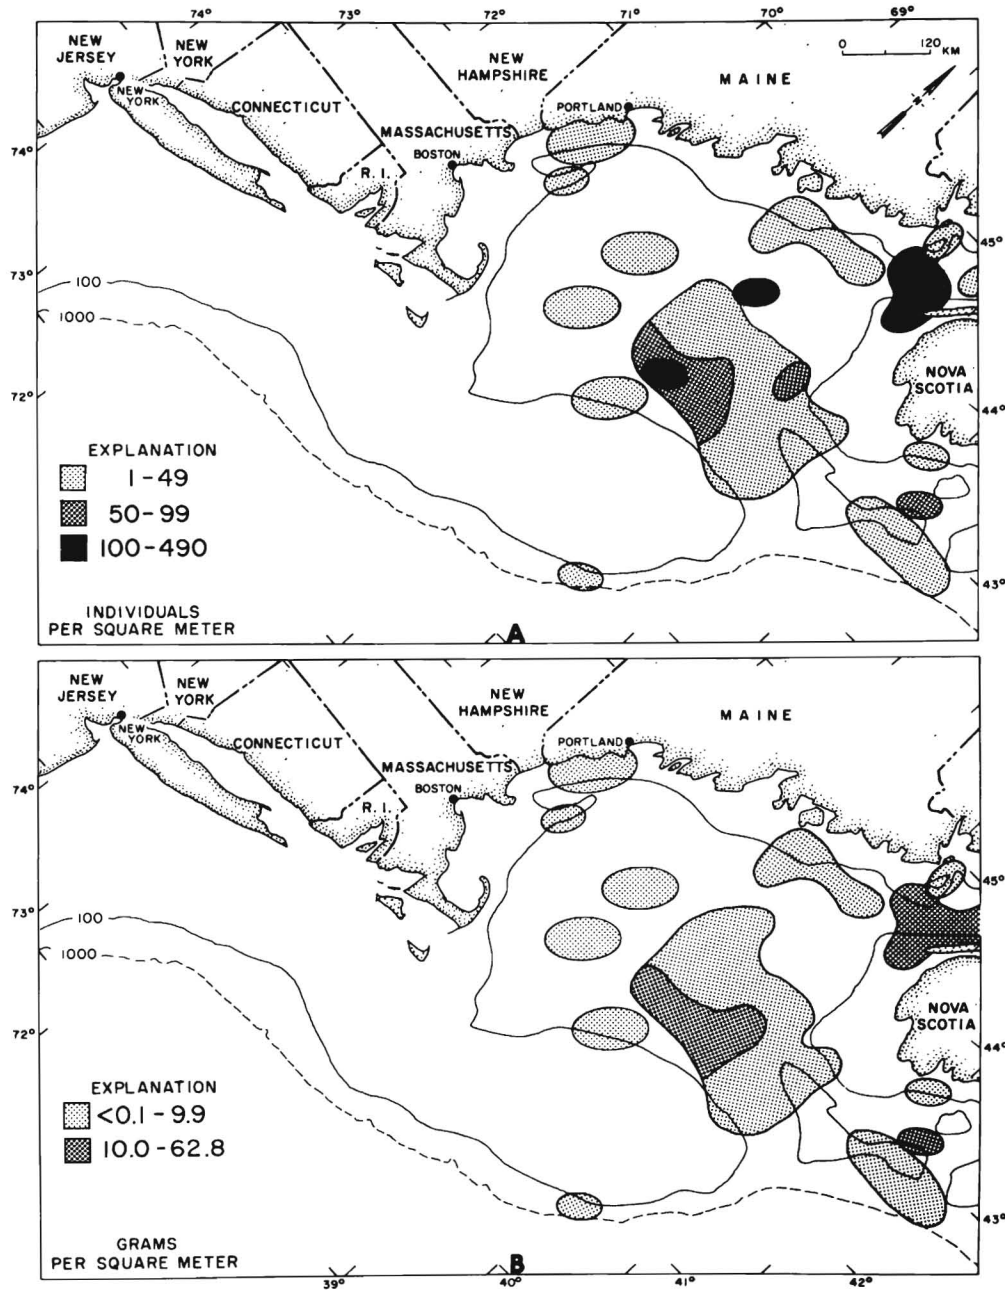 74° 73° 72° 71° 70° 69°
NEW JERSEY
NEW YORK
NEW YORK
CONNECTICUT
R. I.
MASSACHUSETTS
BOSTON
NEW HAMPSHIRE
PORTLAND
MAINE
0 120 KM
74°
73°
72°
100
1000
45°
NOVA SCOTIA
44°
43°
EXPLANATION
1-49
50-99
100-490
INDIVIDUALS
PER SQUARE METER
A
NEW JERSEY
NEW YORK
NEW YORK
CONNECTICUT
R. I.
MASSACHUSETTS
BOSTON
NEW HAMPSHIRE
PORTLAND
MAINE
74°
73°
72°
100
1000
45°
NOVA SCOTIA
44°
43°
EXPLANATION
<0.1-9.9
10.0-62.8
GRAMS
PER SQUARE METER
B
39° 40° 41° 42°